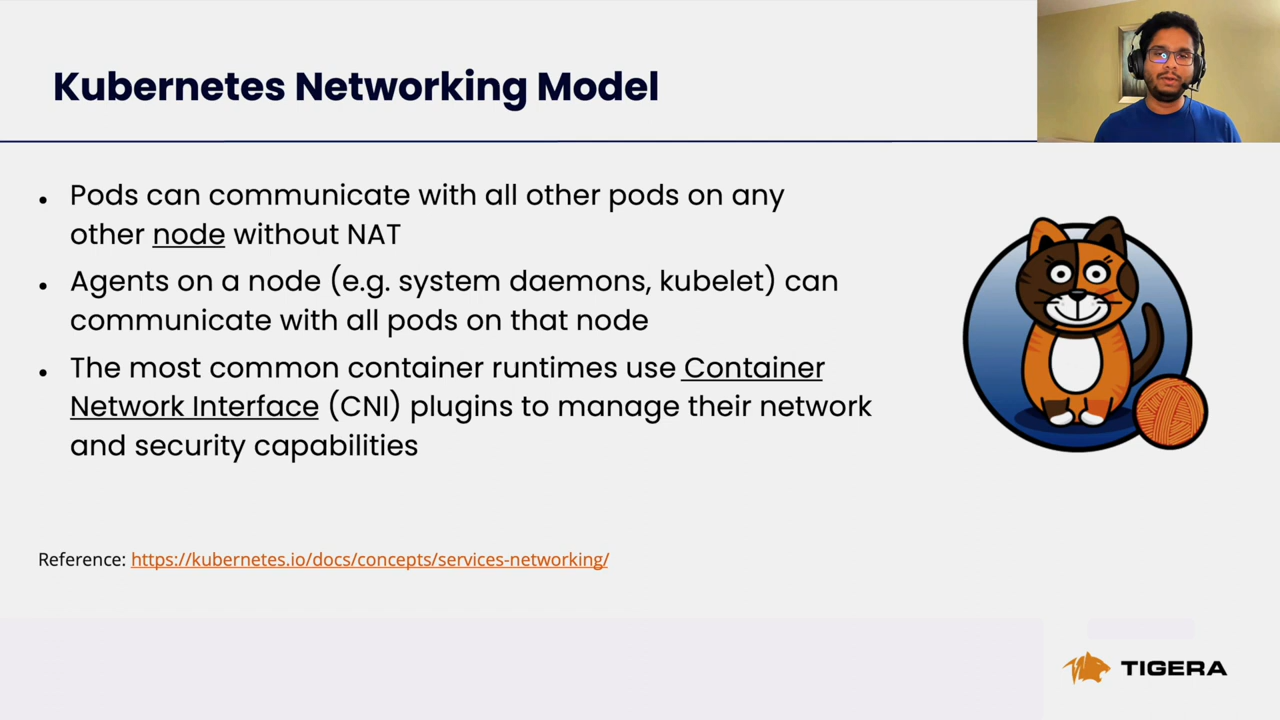 Kubernetes Networking Model
• Pods can communicate with all other pods on any
other node without NAT
• Agents on a node (e.g. system daemons, kubelet) can
communicate with all pods on that node
• The most common container runtimes use Container
Network Interface (CNI) plugins to manage their network
and security capabilities
Reference: https://kubernetes.io/docs/concepts/services-networking/
TIGERA